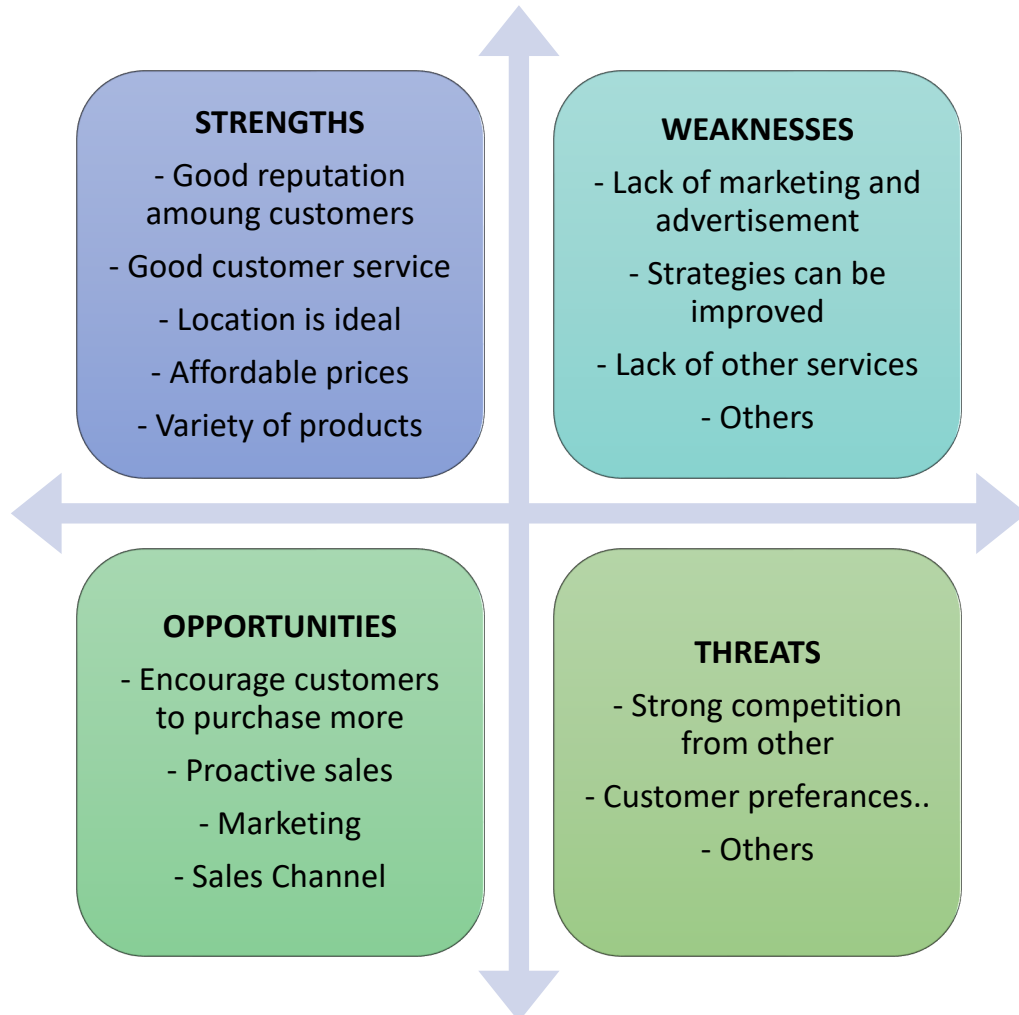 STRENGTHS
- Good reputation
amoung customers
- Good customer service
- Location is ideal
- Affordable prices
- Variety of products
WEAKNESSES
- Lack of marketing and
advertisement
- Strategies can be
improved
- Lack of other services
- Others
OPPORTUNITIES
- Encourage customers
to purchase more
- Proactive sales
- Marketing
- Sales Channel
THREATS
- Strong competition
from other
- Customer preferances..
- Others